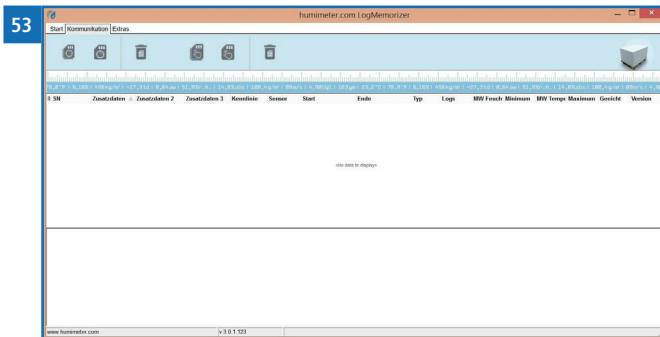 53
humimeter.com LogMemorizer
Start Kommunikation Extras
SN Zusatzdaten Zusatzdaten 2 Zusatzdaten 3 Kennlinie Sensor Start Ende Typ Logs MW Feuch Minimum MW Tempe Maximum Gewicht Version
<No data to display>
www.humimeter.com v 3.0.1.123